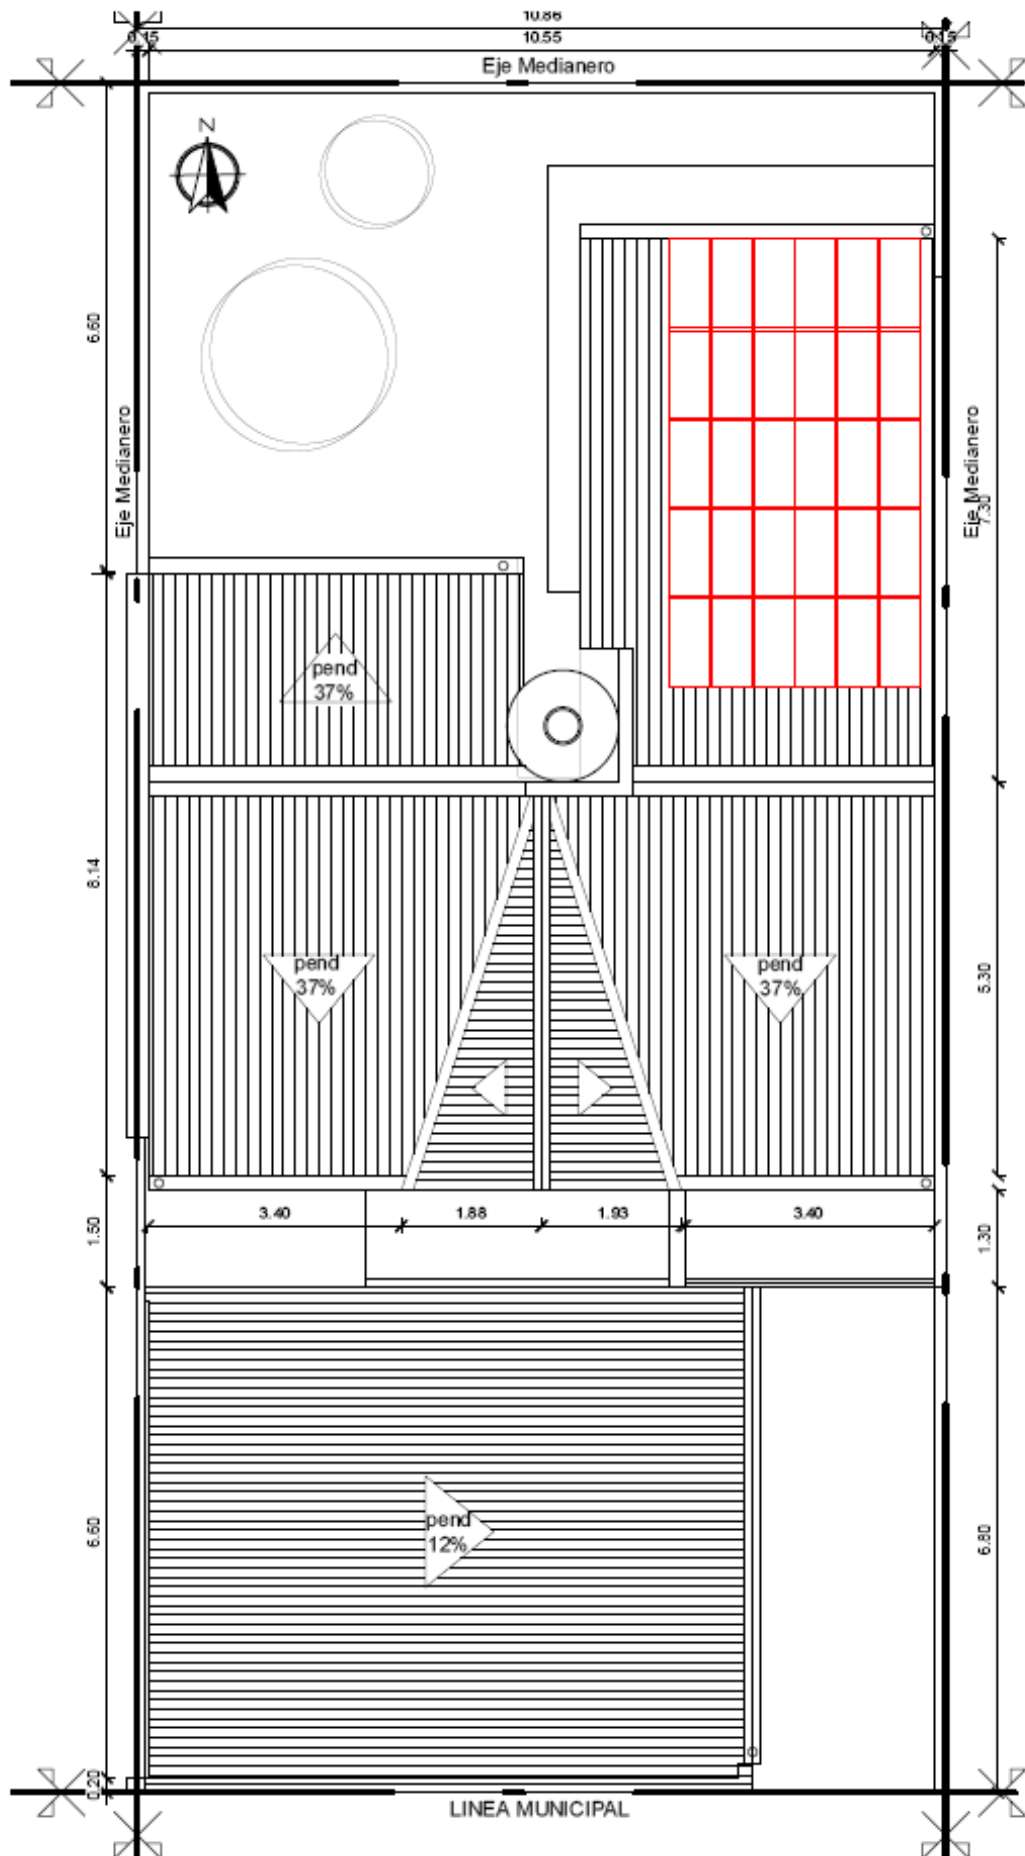 10.86
0.15
10.55
0.15
Eje Medianero
N
6.60
Eje Medianero
Eje Medianero
7.30
pend
37%
8.14
pend
37%
pend
37%
5.30
3.40
1.88
1.93
3.40
1.50
1.30
pend
12%
6.60
6.80
0.20
LINEA MUNICIPAL